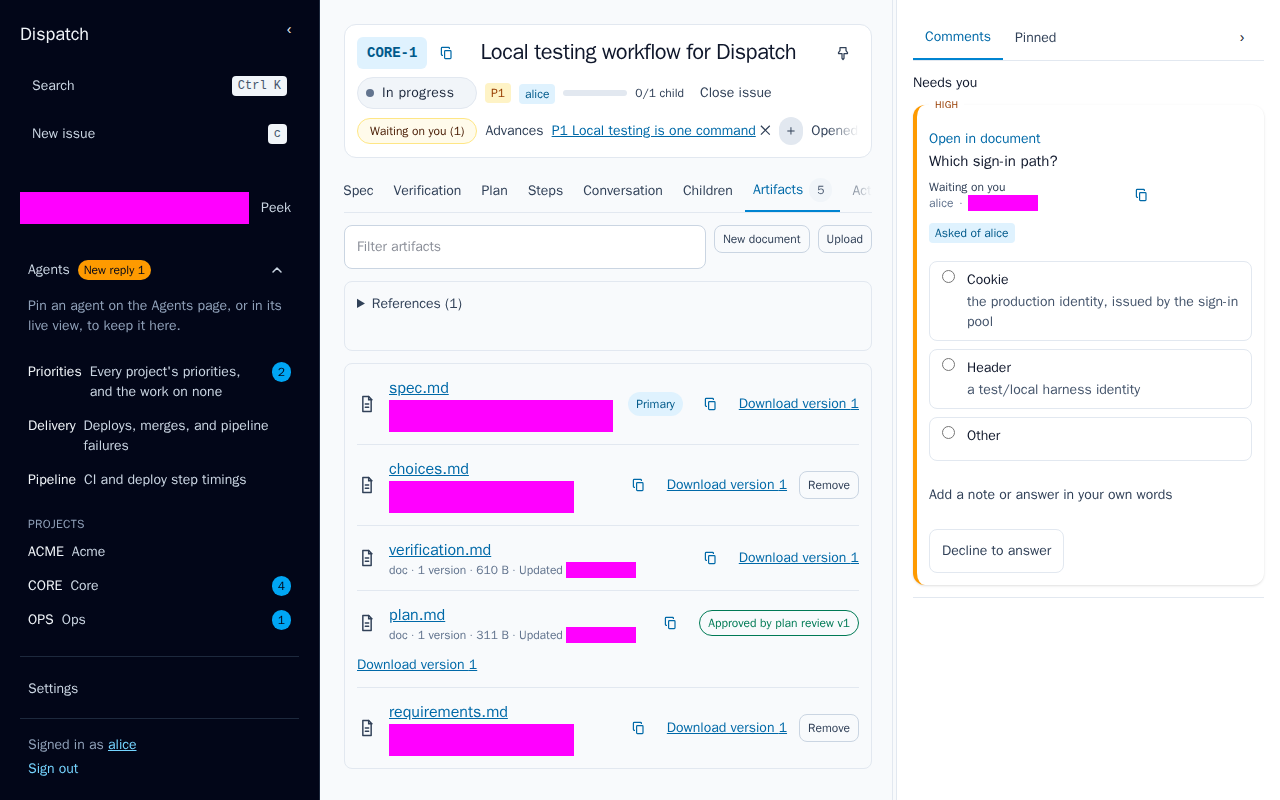 Dispatch
Search
Ctrl K
New issue
C
Peek
Agents
New reply 1
Pin an agent on the Agents page, or in its
live view, to keep it here.
Priorities
Every project's priorities,
and the work on none
2
Delivery
Deploys, merges, and pipeline
failures
Pipeline
CI and deploy step timings
PROJECTS
ACME Acme
CORE Core
4
OPS Ops
1
Settings
Signed in as alice
Sign out
CORE-1
Local testing workflow for Dispatch
In progress
P1
alice
0/1 child
Close issue
Waiting on you (1)
Advances
P1 Local testing is one command
+
Opened
Spec
Verification
Plan
Steps
Conversation
Children
Artifacts
5
Act
Filter artifacts
New document
Upload
References (1)
spec.md
Primary
Download version 1
choices.md
Download version 1
Remove
verification.md
doc · 1 version · 610 B · Updated
Download version 1
plan.md
doc · 1 version · 311 B · Updated
Approved by plan review v1
Download version 1
requirements.md
Download version 1
Remove
Comments
Pinned
Needs you
HIGH
Open in document
Which sign-in path?
Waiting on you
alice ·
Asked of alice
Cookie
the production identity, issued by the sign-in
pool
Header
a test/local harness identity
Other
Add a note or answer in your own words
Decline to answer